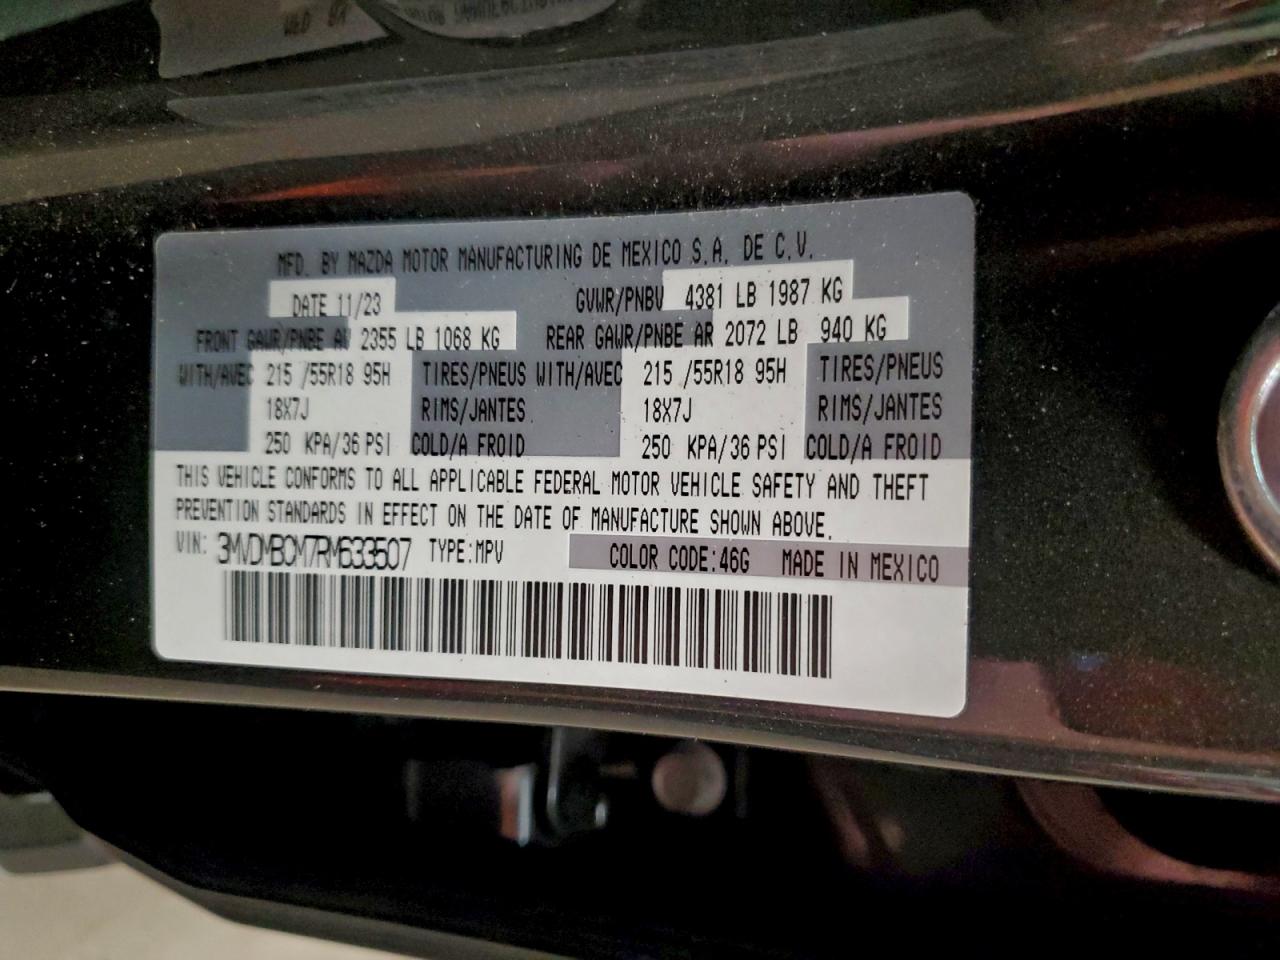 WED
MFD. BY MAZDA MOTOR MANUFACTURING DE MEXICO S.A. DE C.V.
DATE 11/23 GVWR/PNBV 4381 LB 1987 KG
FRONT GAWR/PNBE AV 2355 LB 1068 KG REAR GAWR/PNBE AR 2072 LB 940 KG
WITH/AVEC 215 /55R18 95H TIRES/PNEUS WITH/AVEC 215 /55R18 95H TIRES/PNEUS
18X7J RIMS/JANTES 18X7J RIMS/JANTES
250 KPA/36 PSI COLD/A FROID 250 KPA/36 PSI COLD/A FROID
THIS VEHICLE CONFORMS TO ALL APPLICABLE FEDERAL MOTOR VEHICLE SAFETY AND THEFT
PREVENTION STANDARDS IN EFFECT ON THE DATE OF MANUFACTURE SHOWN ABOVE.
VIN: 3MVDMBCM7RM633507 TYPE:MPV COLOR CODE:46G MADE IN MEXICO